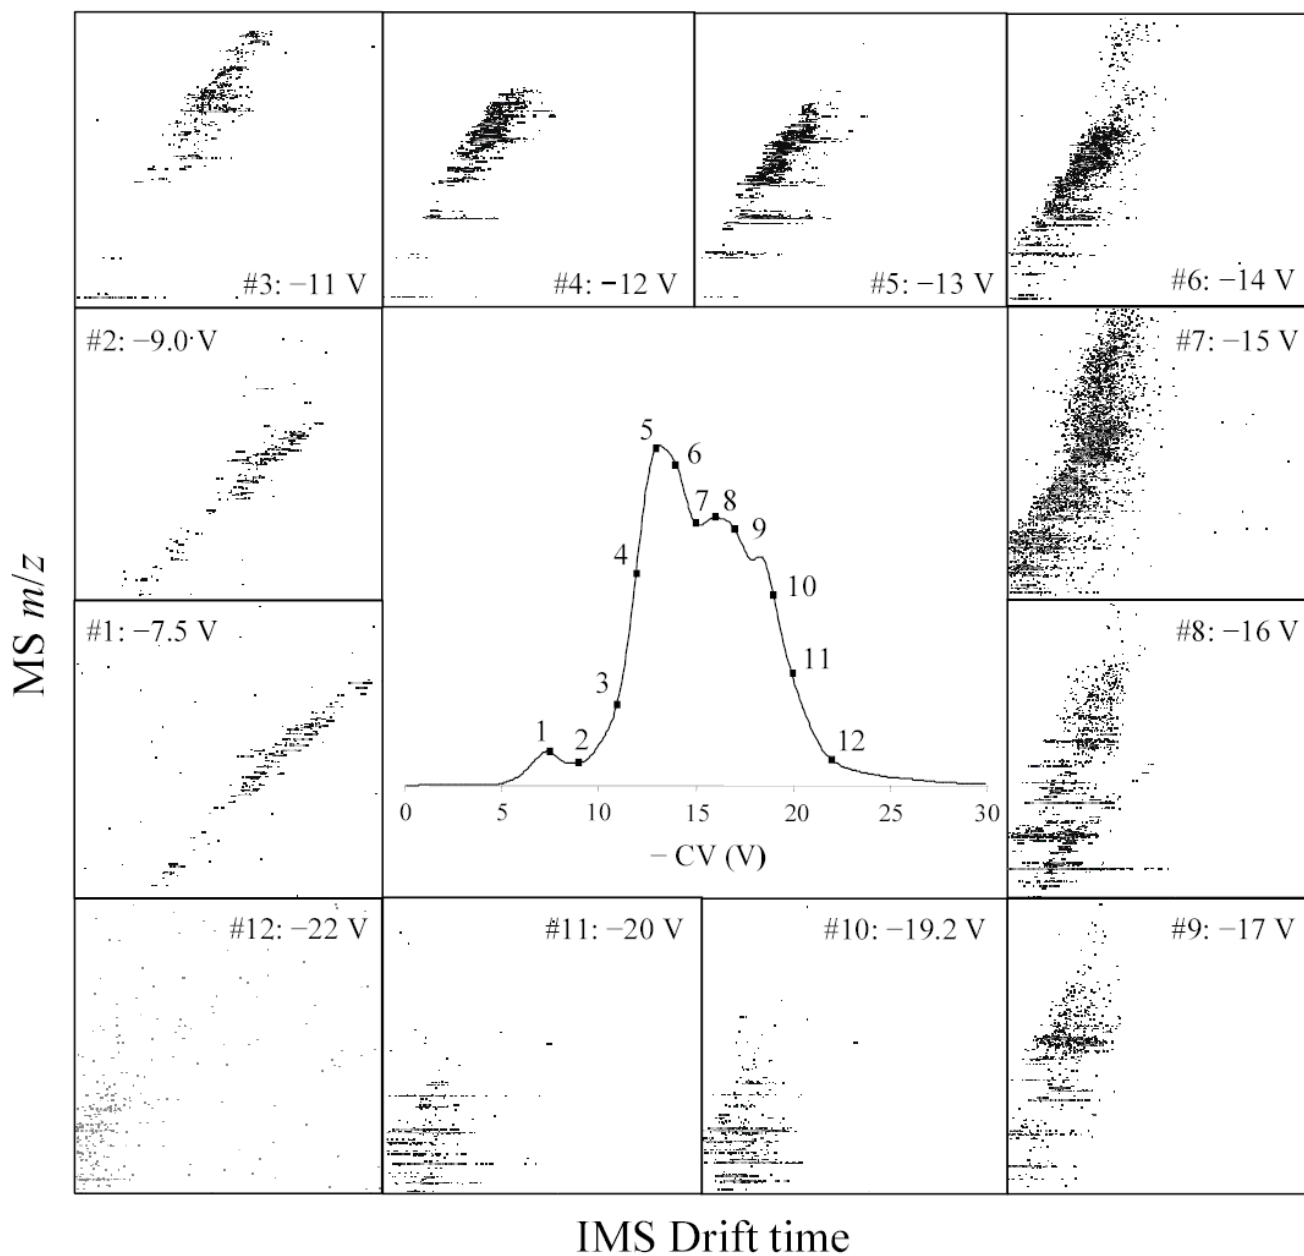 #3: −11 V
#4: −12 V
#5: −13 V
#6: −14 V
#2: −9.0 V
#7: −15 V
#1: −7.5 V
#8: −16 V
MS m/z
1
2
3
4
5
6
7
8
9
10
11
12
0 5 10 15 20 25 30
− CV (V)
#12: −22 V
#11: −20 V
#10: −19.2 V
#9: −17 V
IMS Drift time